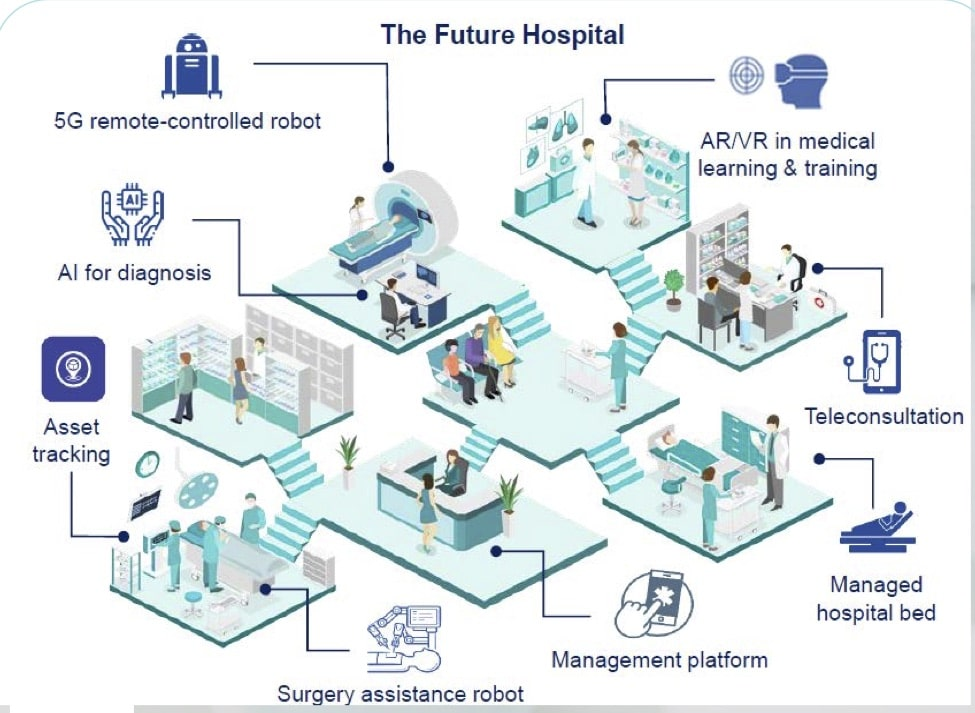 The Future Hospital
5G remote-controlled robot
AR/VR in medical
learning & training
AI
AI for diagnosis
Asset
tracking
Teleconsultation
Managed
hospital bed
Management platform
Surgery assistance robot